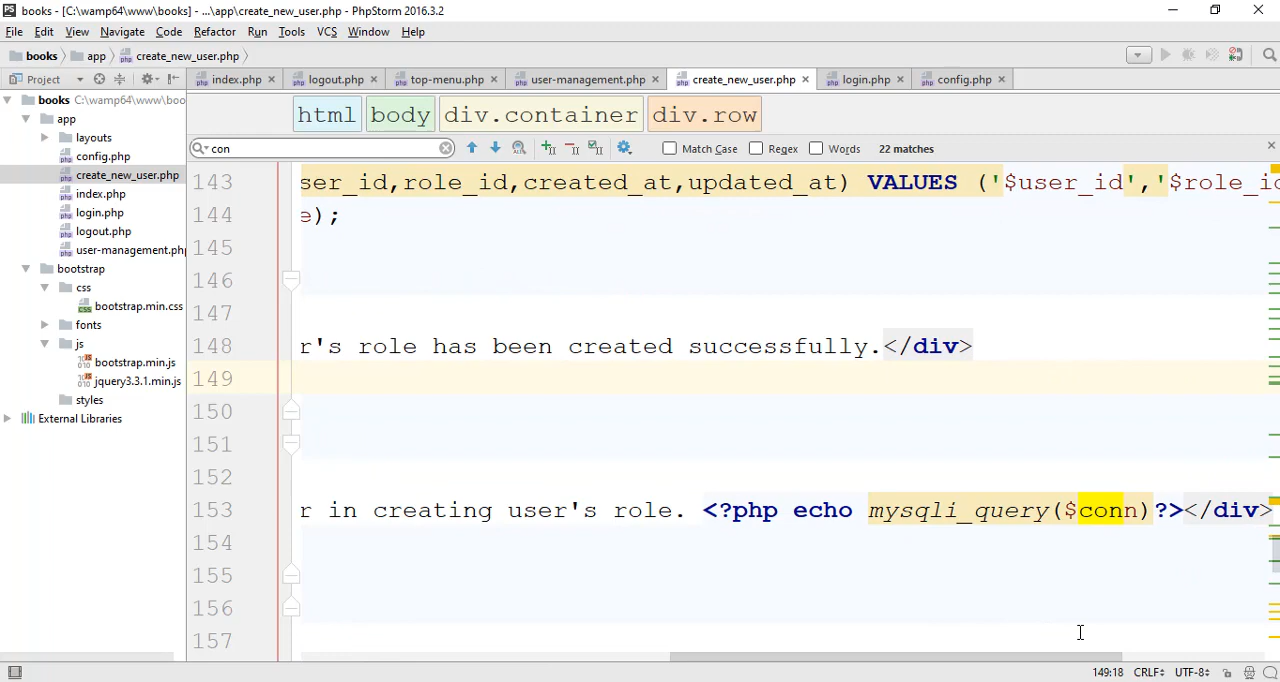 books - [C:\wamp64\www\books] - ...\app\create_new_user.php - PhpStorm 2016.3.2
File Edit View Navigate Code Refactor Run Tools VCS Window Help
books app create_new_user.php
Project index.php logout.php top-menu.php user-management.php create_new_user.php login.php config.php
books C:\wamp64\www\boo
app
layouts
config.php
create_new_user.php
index.php
login.php
logout.php
user-management.php
bootstrap
css
bootstrap.min.css
fonts
js
bootstrap.min.js
jquery3.3.1.min.js
styles
External Libraries
html body div.container div.row
con Match Case Regex Words 22 matches
143 ser_id,role_id,created_at,updated_at) VALUES ('$user_id','$role_id
144 e);
145
146
147
148 r's role has been created successfully.</div>
149
150
151
152
153 r in creating user's role. <?php echo mysqli_query($conn)?></div>
154
155
156
157
149:18 CRLF UTF-8